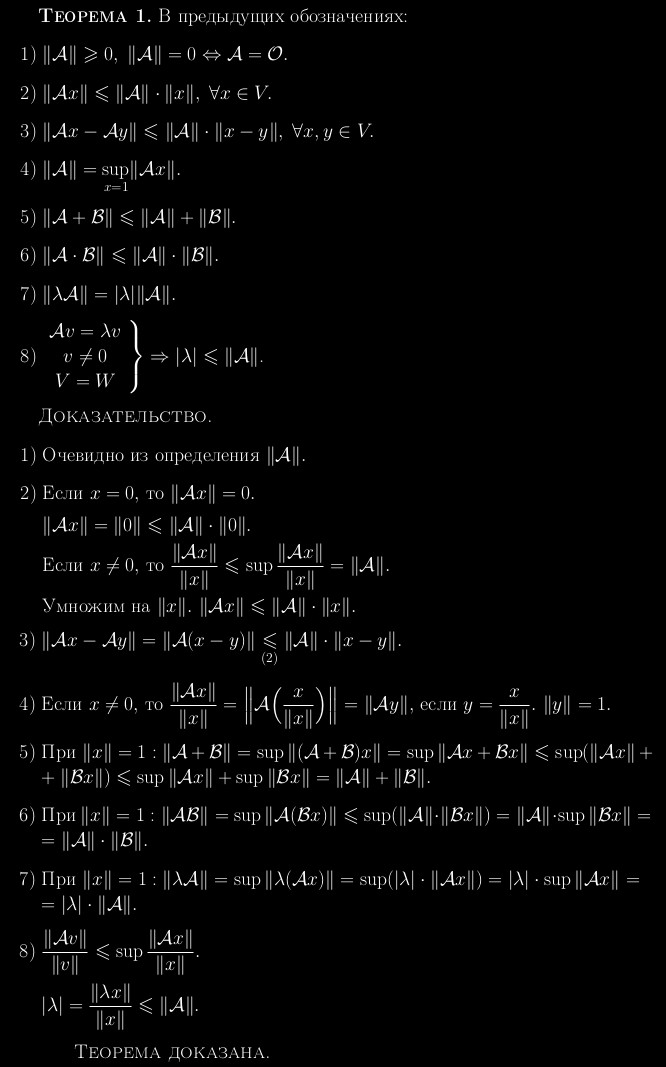 Теорема 1. В предыдущих обозначениях:
1) ‖𝒜‖ ⩾ 0, ‖𝒜‖ = 0 ⇔ 𝒜 = 𝒪.
2) ‖𝒜x‖ ⩽ ‖𝒜‖ · ‖x‖, ∀x ∈ V.
3) ‖𝒜x − 𝒜y‖ ⩽ ‖𝒜‖ · ‖x − y‖, ∀x, y ∈ V.
4) ‖𝒜‖ = sup_{x=1} ‖𝒜x‖.
5) ‖𝒜 + ℬ‖ ⩽ ‖𝒜‖ + ‖ℬ‖.
6) ‖𝒜 · ℬ‖ ⩽ ‖𝒜‖ · ‖ℬ‖.
7) ‖λ𝒜‖ = |λ|‖𝒜‖.
𝒜v = λv
8) v ≠ 0 } ⇒ |λ| ⩽ ‖𝒜‖.
V = W
Доказательство.
1) Очевидно из определения ‖𝒜‖.
2) Если x = 0, то ‖𝒜x‖ = 0.
‖𝒜x‖ = ‖0‖ ⩽ ‖𝒜‖ · ‖0‖.
Если x ≠ 0, то ‖𝒜x‖/‖x‖ ⩽ sup ‖𝒜x‖/‖x‖ = ‖𝒜‖.
Умножим на ‖x‖. ‖𝒜x‖ ⩽ ‖𝒜‖ · ‖x‖.
3) ‖𝒜x − 𝒜y‖ = ‖𝒜(x − y)‖ ⩽_{(2)} ‖𝒜‖ · ‖x − y‖.
4) Если x ≠ 0, то ‖𝒜x‖/‖x‖ = ‖𝒜(x/‖x‖)‖ = ‖𝒜y‖, если y = x/‖x‖. ‖y‖ = 1.
5) При ‖x‖ = 1 : ‖𝒜 + ℬ‖ = sup ‖(𝒜 + ℬ)x‖ = sup ‖𝒜x + ℬx‖ ⩽ sup(‖𝒜x‖ +
+ ‖ℬx‖) ⩽ sup ‖𝒜x‖ + sup ‖ℬx‖ = ‖𝒜‖ + ‖ℬ‖.
6) При ‖x‖ = 1 : ‖𝒜ℬ‖ = sup ‖𝒜(ℬx)‖ ⩽ sup(‖𝒜‖·‖ℬx‖) = ‖𝒜‖·sup ‖ℬx‖ =
= ‖𝒜‖ · ‖ℬ‖.
7) При ‖x‖ = 1 : ‖λ𝒜‖ = sup ‖λ(𝒜x)‖ = sup(|λ| · ‖𝒜x‖) = |λ| · sup ‖𝒜x‖ =
= |λ| · ‖𝒜‖.
8) ‖𝒜v‖/‖v‖ ⩽ sup ‖𝒜x‖/‖x‖.
|λ| = ‖λx‖/‖x‖ ⩽ ‖𝒜‖.
Теорема доказана.